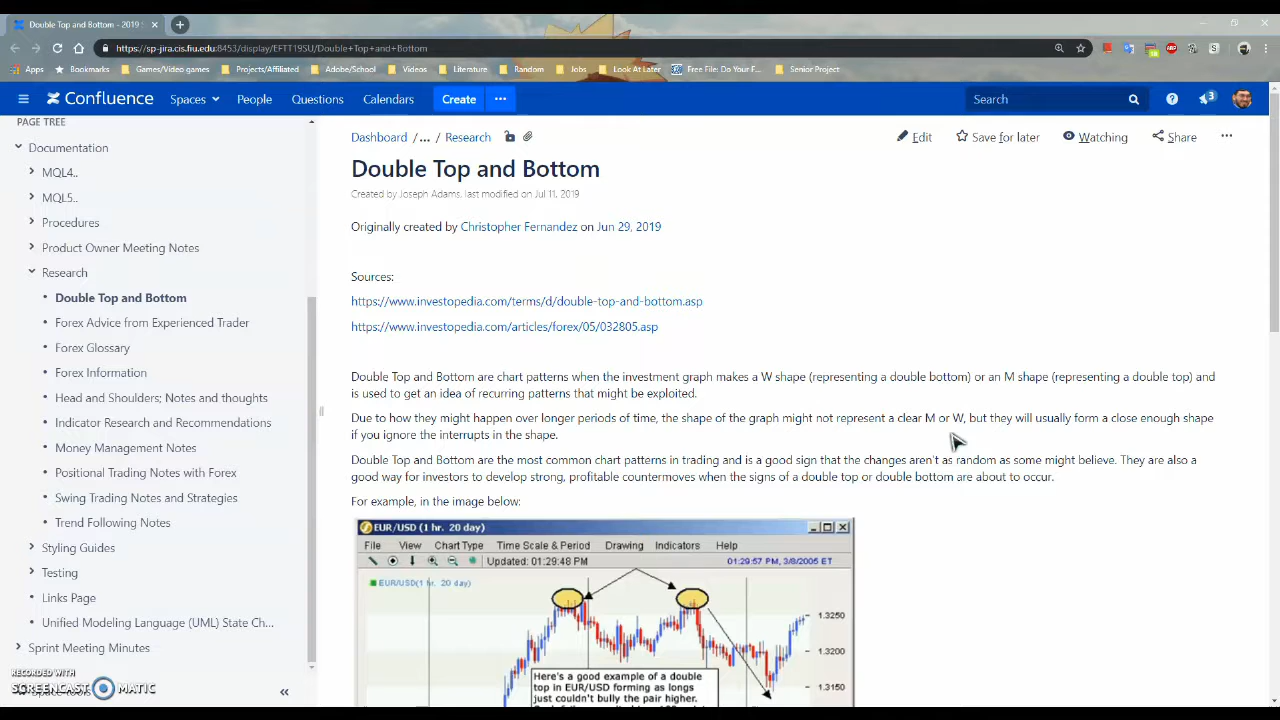 Double Top and Bottom - 2019
https://sp-jira.cis.fiu.edu:8453/display/EFTT19SU/Double+Top+and+Bottom
Apps Bookmarks Games/Video games Projects/Affiliated Adobe/School Videos Literature Random Jobs Look At Later Free File: Do Your F... Senior Project
Confluence Spaces People Questions Calendars Create ... Search 3
PAGE TREE
Documentation
MQL4..
MQL5..
Procedures
Product Owner Meeting Notes
Research
Double Top and Bottom
Forex Advice from Experienced Trader
Forex Glossary
Forex Information
Head and Shoulders; Notes and thoughts
Indicator Research and Recommendations
Money Management Notes
Positional Trading Notes with Forex
Swing Trading Notes and Strategies
Trend Following Notes
Styling Guides
Testing
Links Page
Unified Modeling Language (UML) State Ch...
Sprint Meeting Minutes
RECORDED WITH
SCREENCAST MATIC
Dashboard /... / Research
Edit Save for later Watching Share ...
Double Top and Bottom
Created by Joseph Adams, last modified on Jul 11, 2019
Originally created by Christopher Fernandez on Jun 29, 2019
Sources:
https://www.investopedia.com/terms/d/double-top-and-bottom.asp
https://www.investopedia.com/articles/forex/05/032805.asp
Double Top and Bottom are chart patterns when the investment graph makes a W shape (representing a double bottom) or an M shape (representing a double top) and
is used to get an idea of recurring patterns that might be exploited.
Due to how they might happen over longer periods of time, the shape of the graph might not represent a clear M or W, but they will usually form a close enough shape
if you ignore the interrupts in the shape.
Double Top and Bottom are the most common chart patterns in trading and is a good sign that the changes aren't as random as some might believe. They are also a
good way for investors to develop strong, profitable countermoves when the signs of a double top or double bottom are about to occur.
For example, in the image below:
EUR/USD (1 hr. 20 day)
File View Chart Type Time Scale & Period Drawing Indicators Help
Updated: 01:29:48 PM 01:29:57 PM, 3/8/2005 ET
EUR/USD(1 hr. 20 day)
1.3250
1.3200
1.3150
Here's a good example of a double
top in EUR/USD forming as longs
just couldn't bully the pair higher.